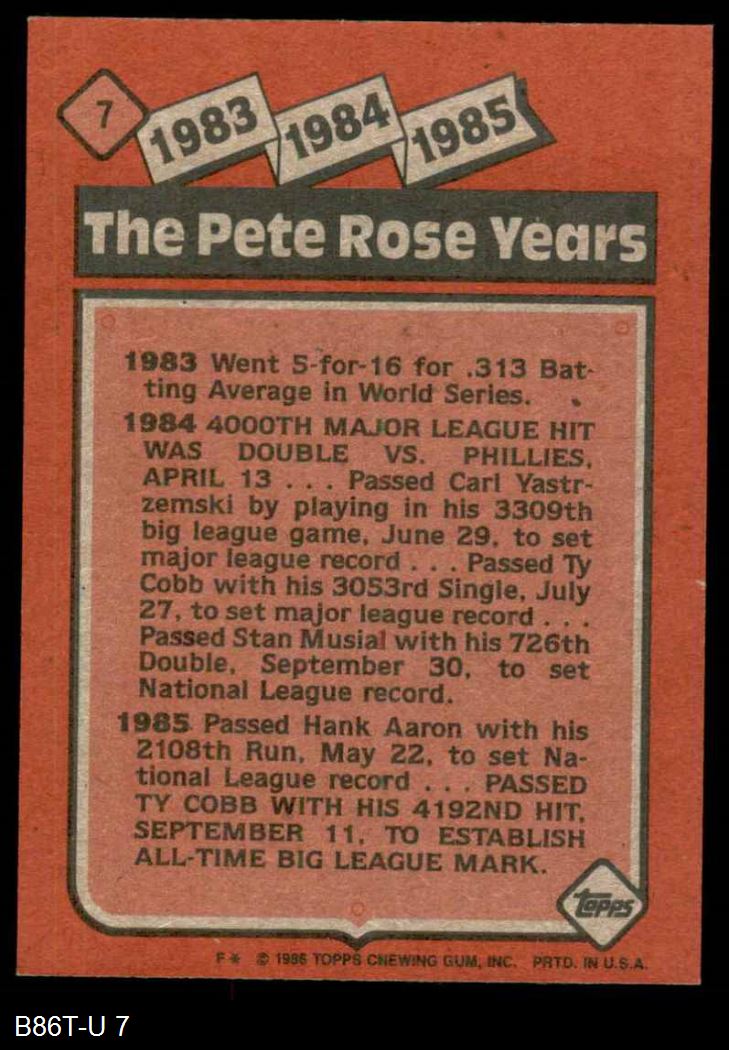 7
1983 1984 1985
The Pete Rose Years
1983 Went 5-for-16 for .313 Bat-
ting Average in World Series.
1984 4000TH MAJOR LEAGUE HIT
WAS DOUBLE VS. PHILLIES,
APRIL 13 . . . Passed Carl Yastr-
zemski by playing in his 3309th
big league game, June 29, to set
major league record . . . Passed Ty
Cobb with his 3053rd Single, July
27, to set major league record . . .
Passed Stan Musial with his 726th
Double, September 30, to set
National League record.
1985 Passed Hank Aaron with his
2108th Run, May 22, to set Na-
tional League record . . . PASSED
TY COBB WITH HIS 4192ND HIT,
SEPTEMBER 11, TO ESTABLISH
ALL-TIME BIG LEAGUE MARK.
topps
F * © 1986 TOPPS CHEWING GUM, INC. PRTD. IN U.S.A.
B86T-U 7